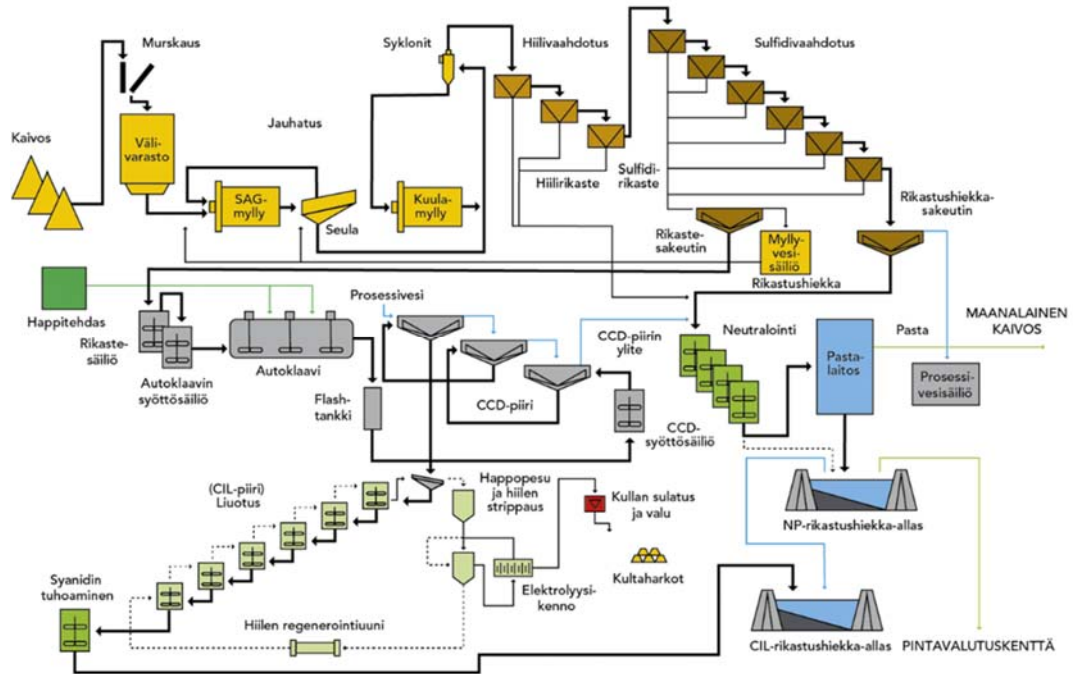 Murskaus
Syklonit
Hiilivaahdotus
Sulfidivaahdotus
Kaivos
Väli-
varasto
Jauhatus
SAG-
mylly
Seula
Kuula-
mylly
Hiilirikaste
Sulfidi-
rikaste
Rikaste-
sakeutin
Mylly-
vesi-
säiliö
Rikastushiekka
Rikastushiekka-
sakeutin
Happitehdas
Rikaste-
säiliö
Autoklaavin
syöttösäiliö
Autoklaavi
Prosessivesi
Flash-
tankki
CCD-piiri
CCD-piirin
ylite
CCD-
syöttösäiliö
Neutralointi
Pasta-
laitos
Pasta
MAANALAINEN
KAIVOS
Prosessi-
vesisäiliö
(CIL-piiri)
Liuotus
Happopesu
ja hiilen
strippaus
Kullan sulatus
ja valu
Elektrolyysi-
kenno
Kultaharkot
NP-rikastushiekka-allas
Syanidin
tuhoaminen
Hiilen regenerointiuuni
CIL-rikastushiekka-allas
PINTAVALUTUSKENTTÄ